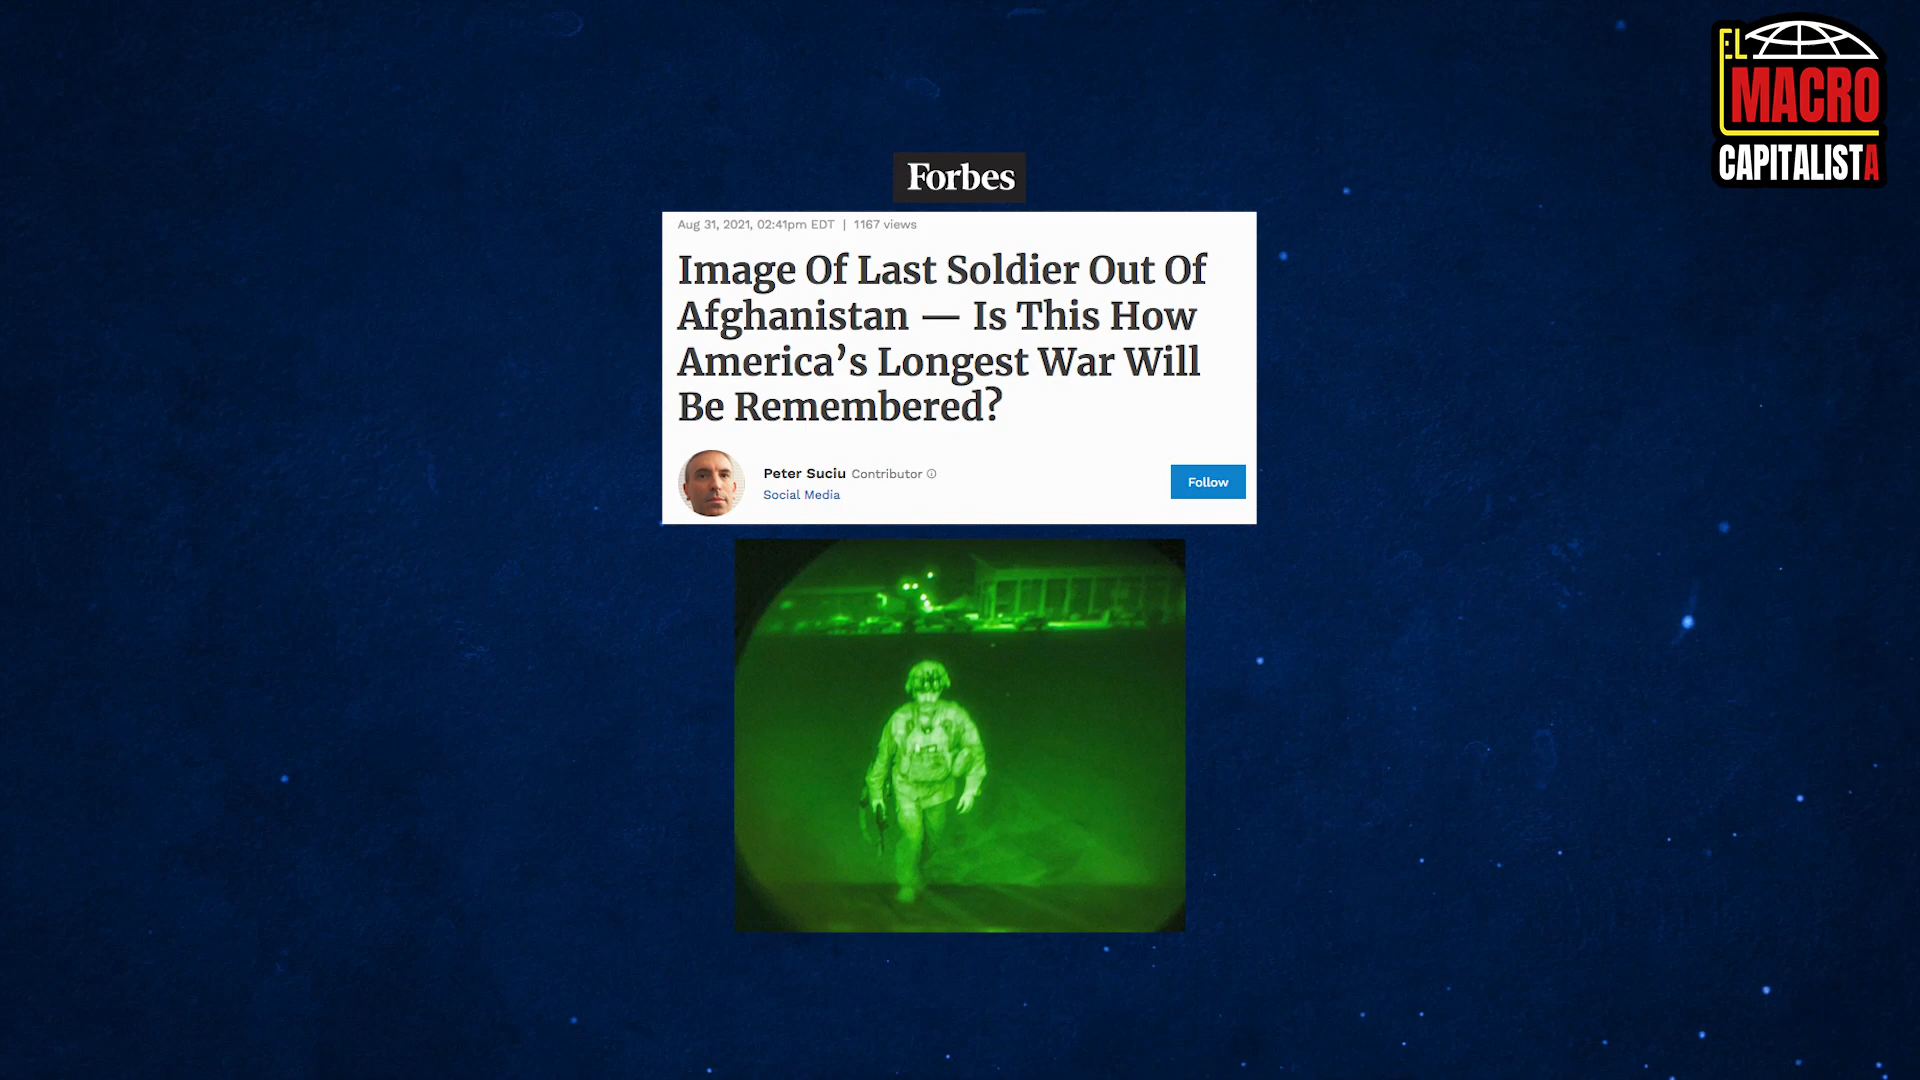 EL
MACRO
CAPITALISTA
Forbes
Aug 31, 2021, 02:41pm EDT | 1167 views
Image Of Last Soldier Out Of
Afghanistan — Is This How
America’s Longest War Will
Be Remembered?
Peter Suciu Contributor
Social Media
Follow